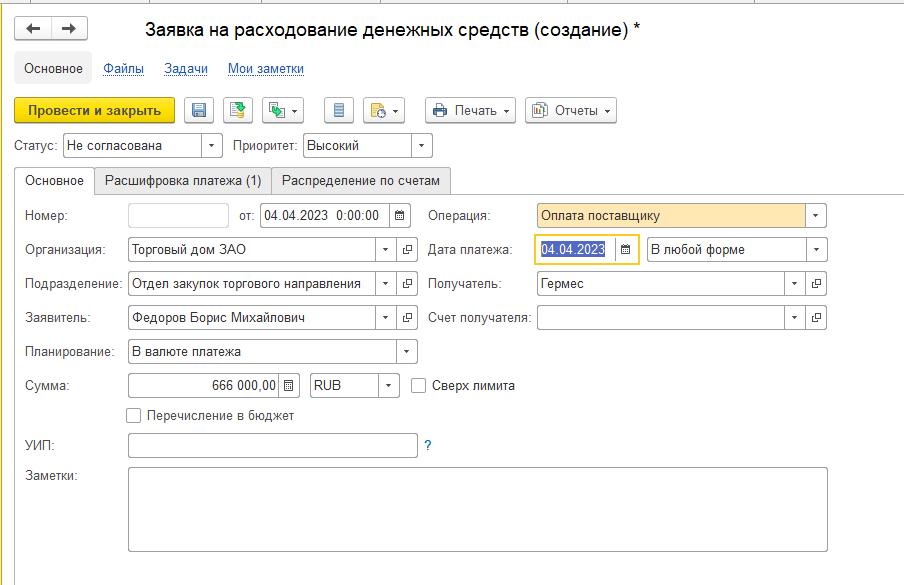 Заявка на расходование денежных средств (создание) *
Основное Файлы Задачи Мои заметки
Провести и закрыть Печать Отчеты
Статус: Не согласована Приоритет: Высокий
Основное Расшифровка платежа (1) Распределение по счетам
Номер: от: 04.04.2023 0:00:00 Операция: Оплата поставщику
Организация: Торговый дом ЗАО Дата платежа: 04.04.2023 В любой форме
Подразделение: Отдел закупок торгового направления Получатель: Гермес
Заявитель: Федоров Борис Михайлович Счет получателя:
Планирование: В валюте платежа
Сумма: 666 000,00 RUB Сверх лимита
Перечисление в бюджет
УИП: ?
Заметки: